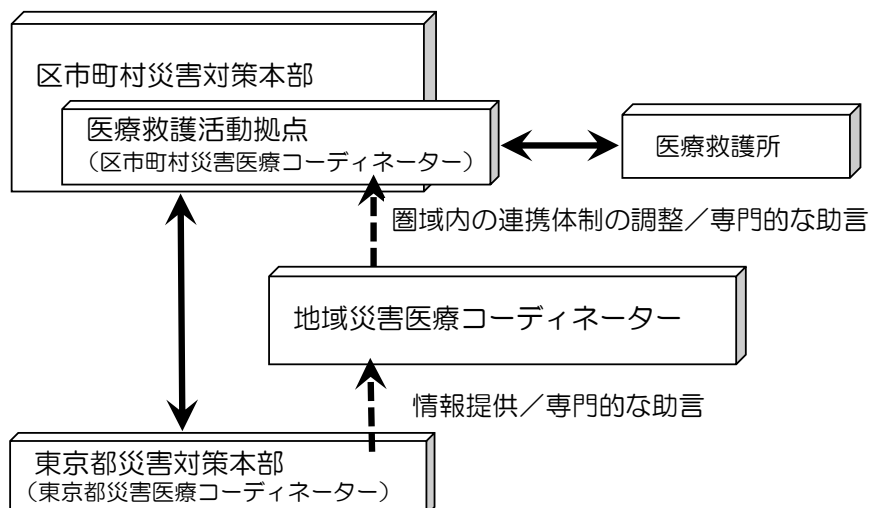 区市町村災害対策本部
医療救護活動拠点
（区市町村災害医療コーディネーター）
医療救護所
圏域内の連携体制の調整／専門的な助言
地域災害医療コーディネーター
情報提供／専門的な助言
東京都災害対策本部
（東京都災害医療コーディネーター）